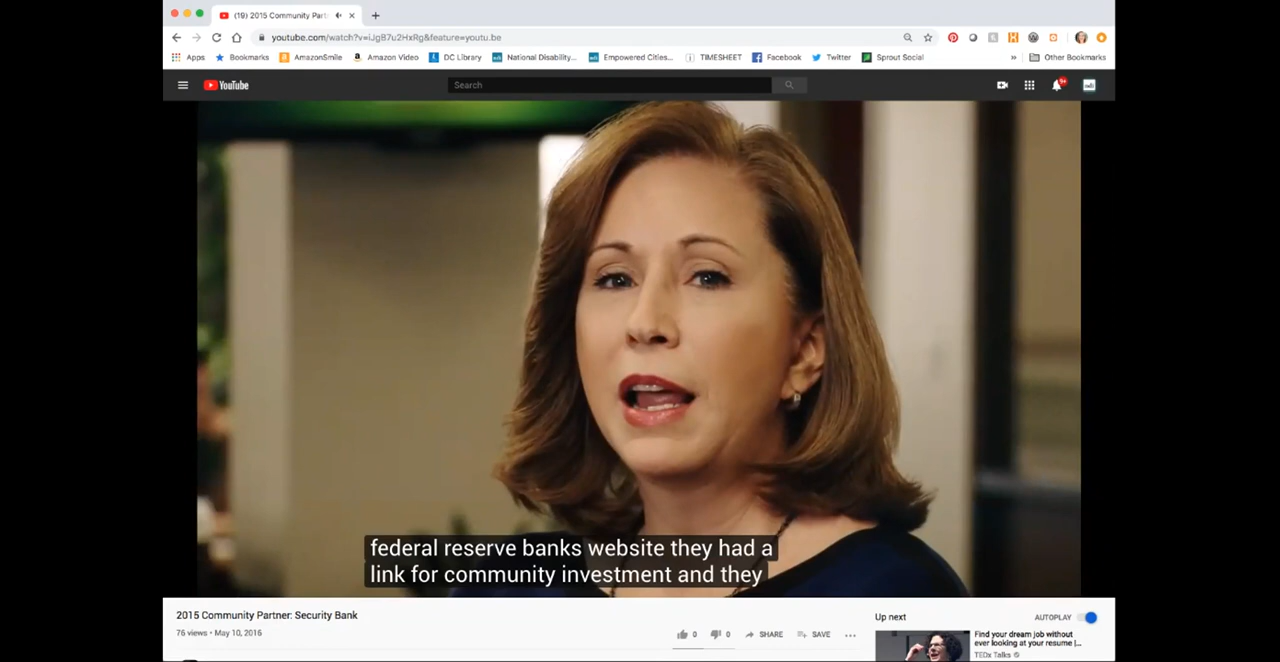 (19) 2015 Community Part
youtube.com/watch?v=iJgB7u2HxRg&feature=youtu.be
Apps Bookmarks AmazonSmile Amazon Video DC Library National Disability... Empowered Cities... TIMESHEET Facebook Twitter Sprout Social » Other Bookmarks
YouTube
Search
9+
federal reserve banks website they had a
link for community investment and they
2015 Community Partner: Security Bank
76 views • May 10, 2016
0 0 SHARE SAVE ...
Up next
AUTOPLAY
Find your dream job without
ever looking at your resume |...
TEDx Talks